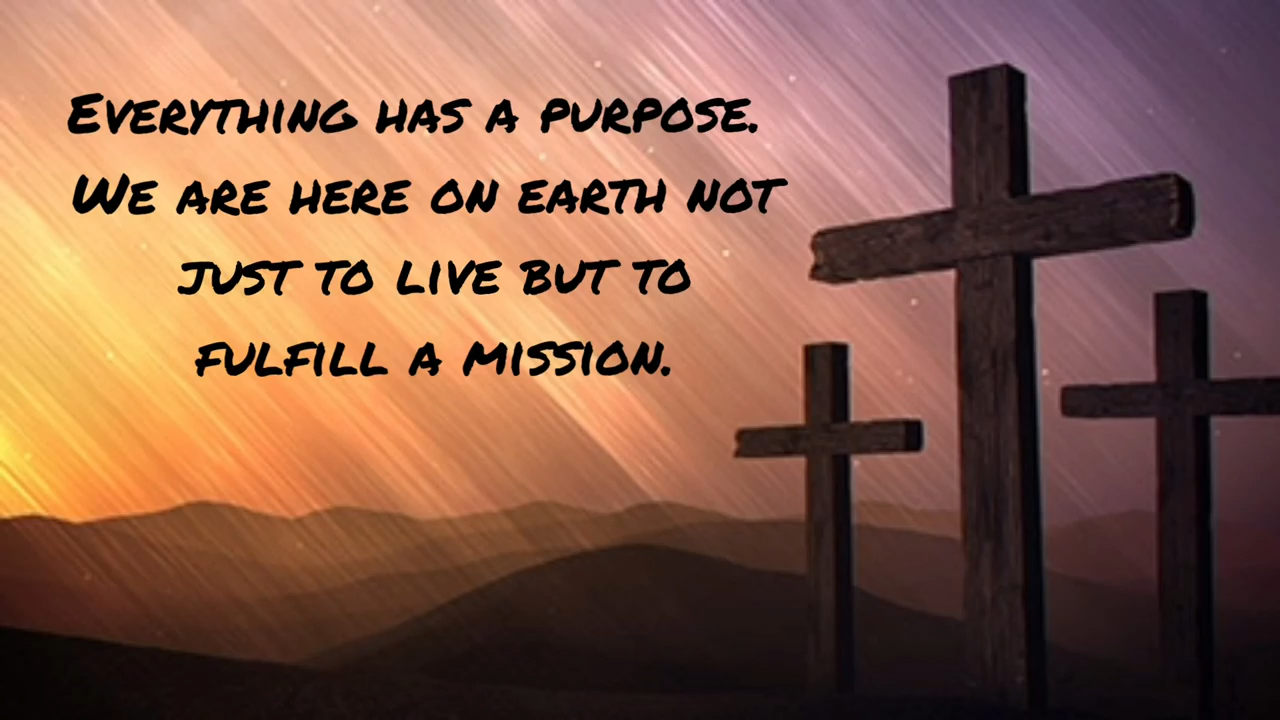 Everything has a purpose.
We are here on earth not
just to live but to
fulfill a mission.